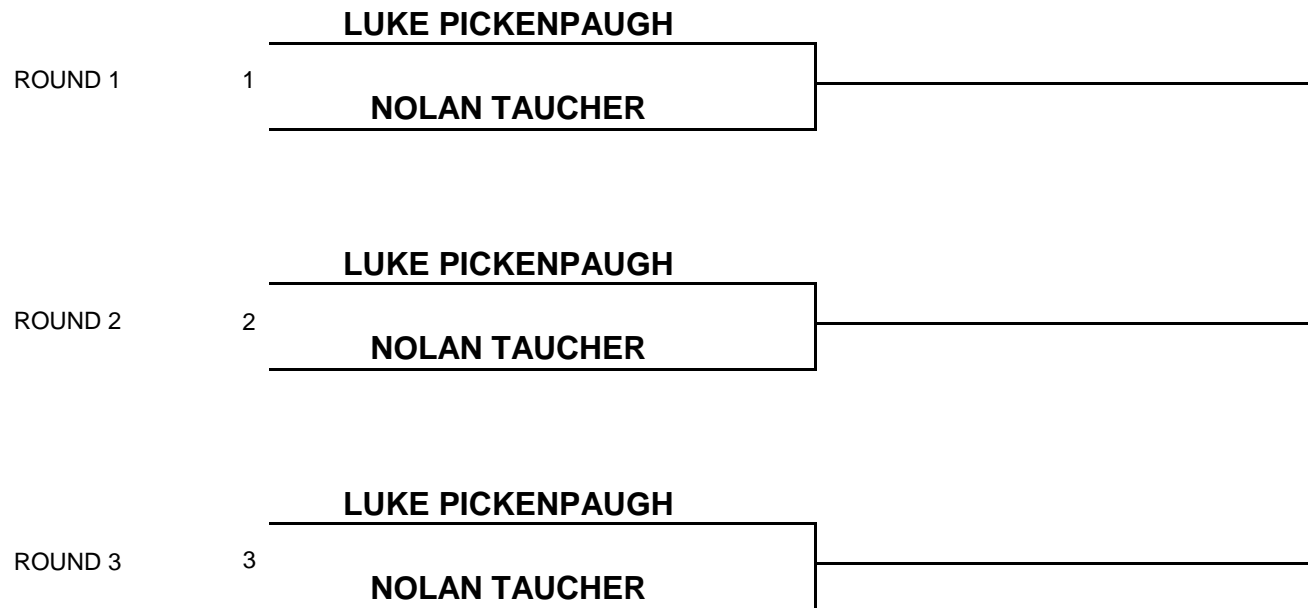 LUKE PICKENPAUGH
ROUND 1 1
NOLAN TAUCHER
LUKE PICKENPAUGH
ROUND 2 2
NOLAN TAUCHER
LUKE PICKENPAUGH
ROUND 3 3
NOLAN TAUCHER